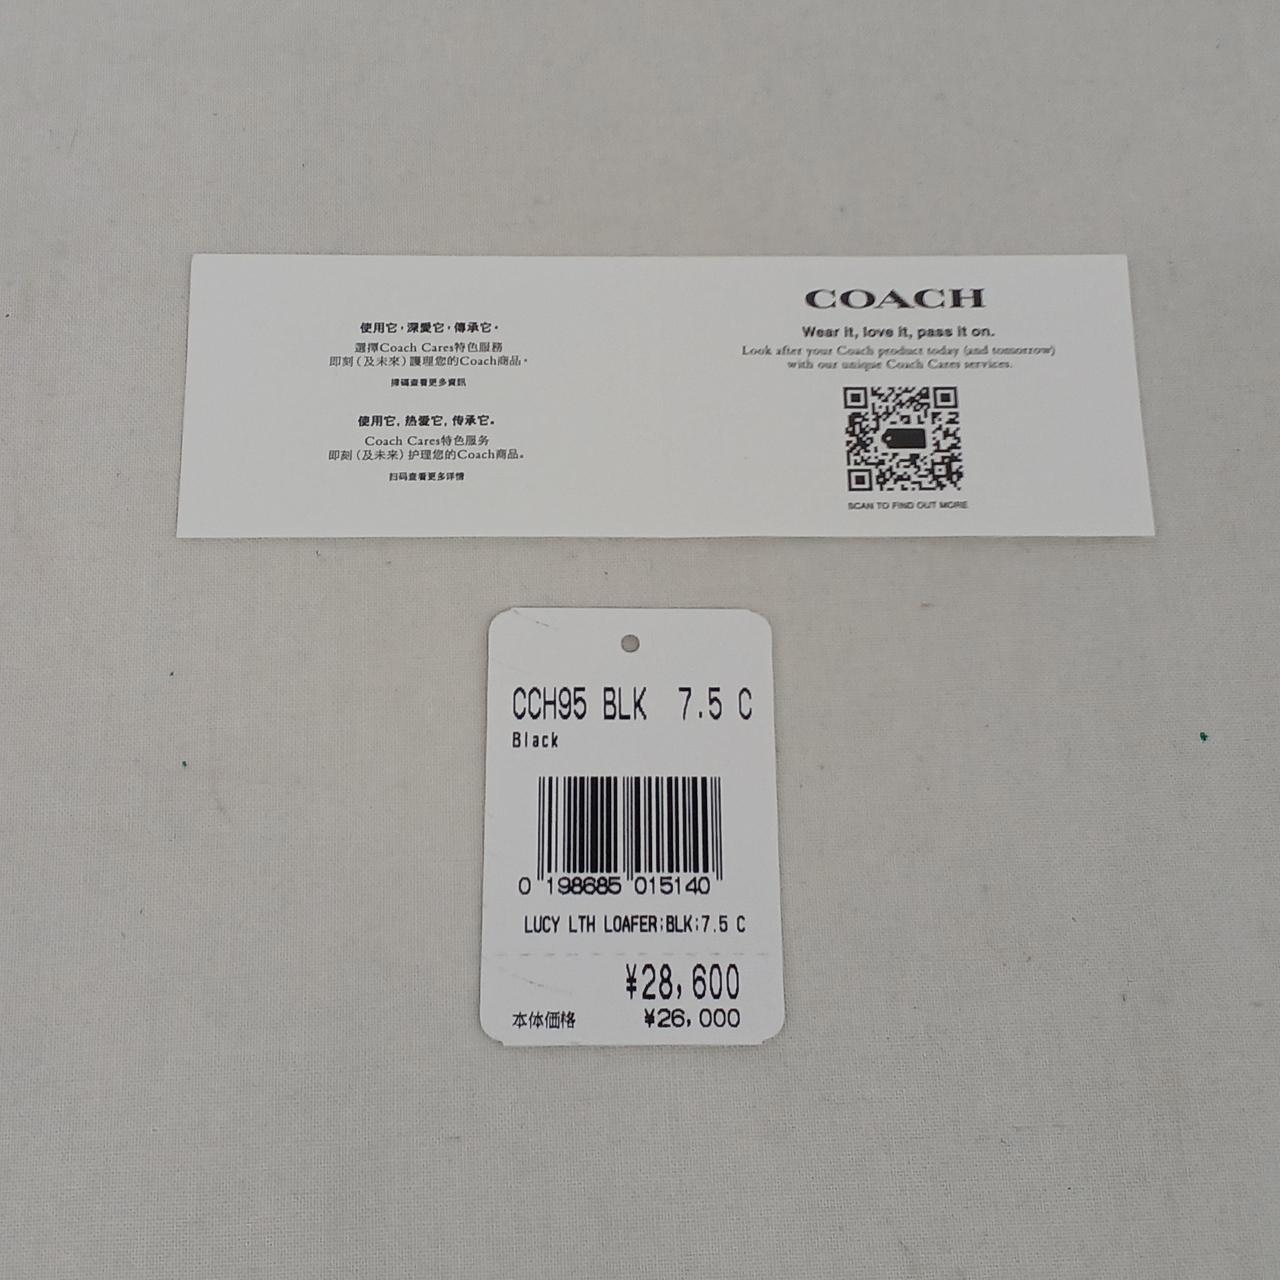 使用它，深愛它，傳承它。
選擇Coach Cares特色服務
即刻（及未來）護理您的Coach商品。
掃碼查看更多資訊
使用它, 热爱它, 传承它。
Coach Cares特色服务
即刻（及未来）护理您的Coach商品。
扫码查看更多详情
COACH
Wear it, love it, pass it on.
Look after your Coach product today (and tomorrow)
with our unique Coach Cares services.
SCAN TO FIND OUT MORE
CCH95 BLK 7.5 C
Black
0 198685 015140
LUCY LTH LOAFER;BLK;7.5 C
¥28,600
本体価格 ¥26,000